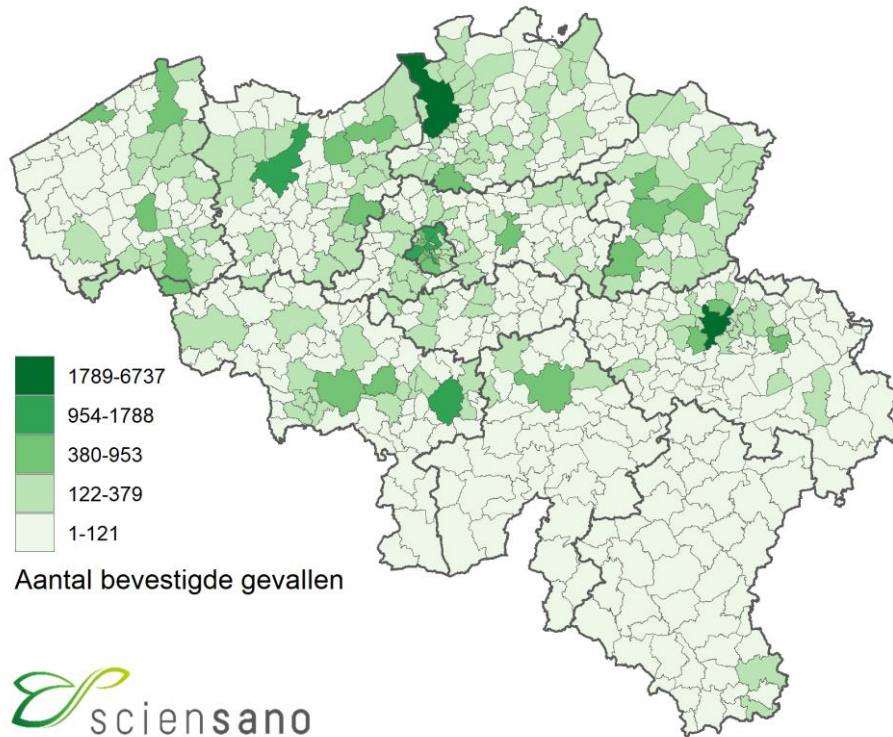 1789-6737
954-1788
380-953
122-379
1-121
Aantal bevestigde gevallen
sciensano